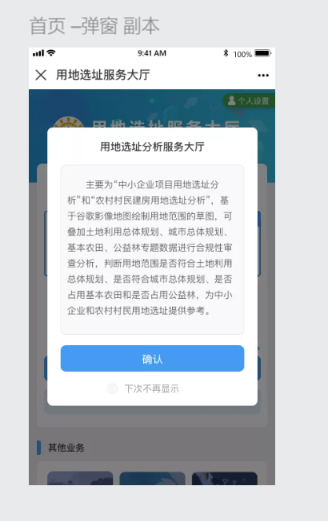 首页 –弹窗 副本
9:41 AM
100%
用地选址服务大厅
个人设置
用地选址服务大厅
用地选址分析服务大厅
主要为“中小企业项目用地选址分
析”和“农村村民建房用地选址分析”，基
于谷歌影像地图绘制用地范围的草图，可
叠加土地利用总体规划、城市总体规划、
基本农田、公益林专题数据进行合规性审
查分析，判断用地范围是否符合土地利用
总体规划、是否符合城市总体规划、是否
占用基本农田和是否占用公益林，为中小
企业和农村村民用地选址提供参考。
确认
下次不再显示
其他业务